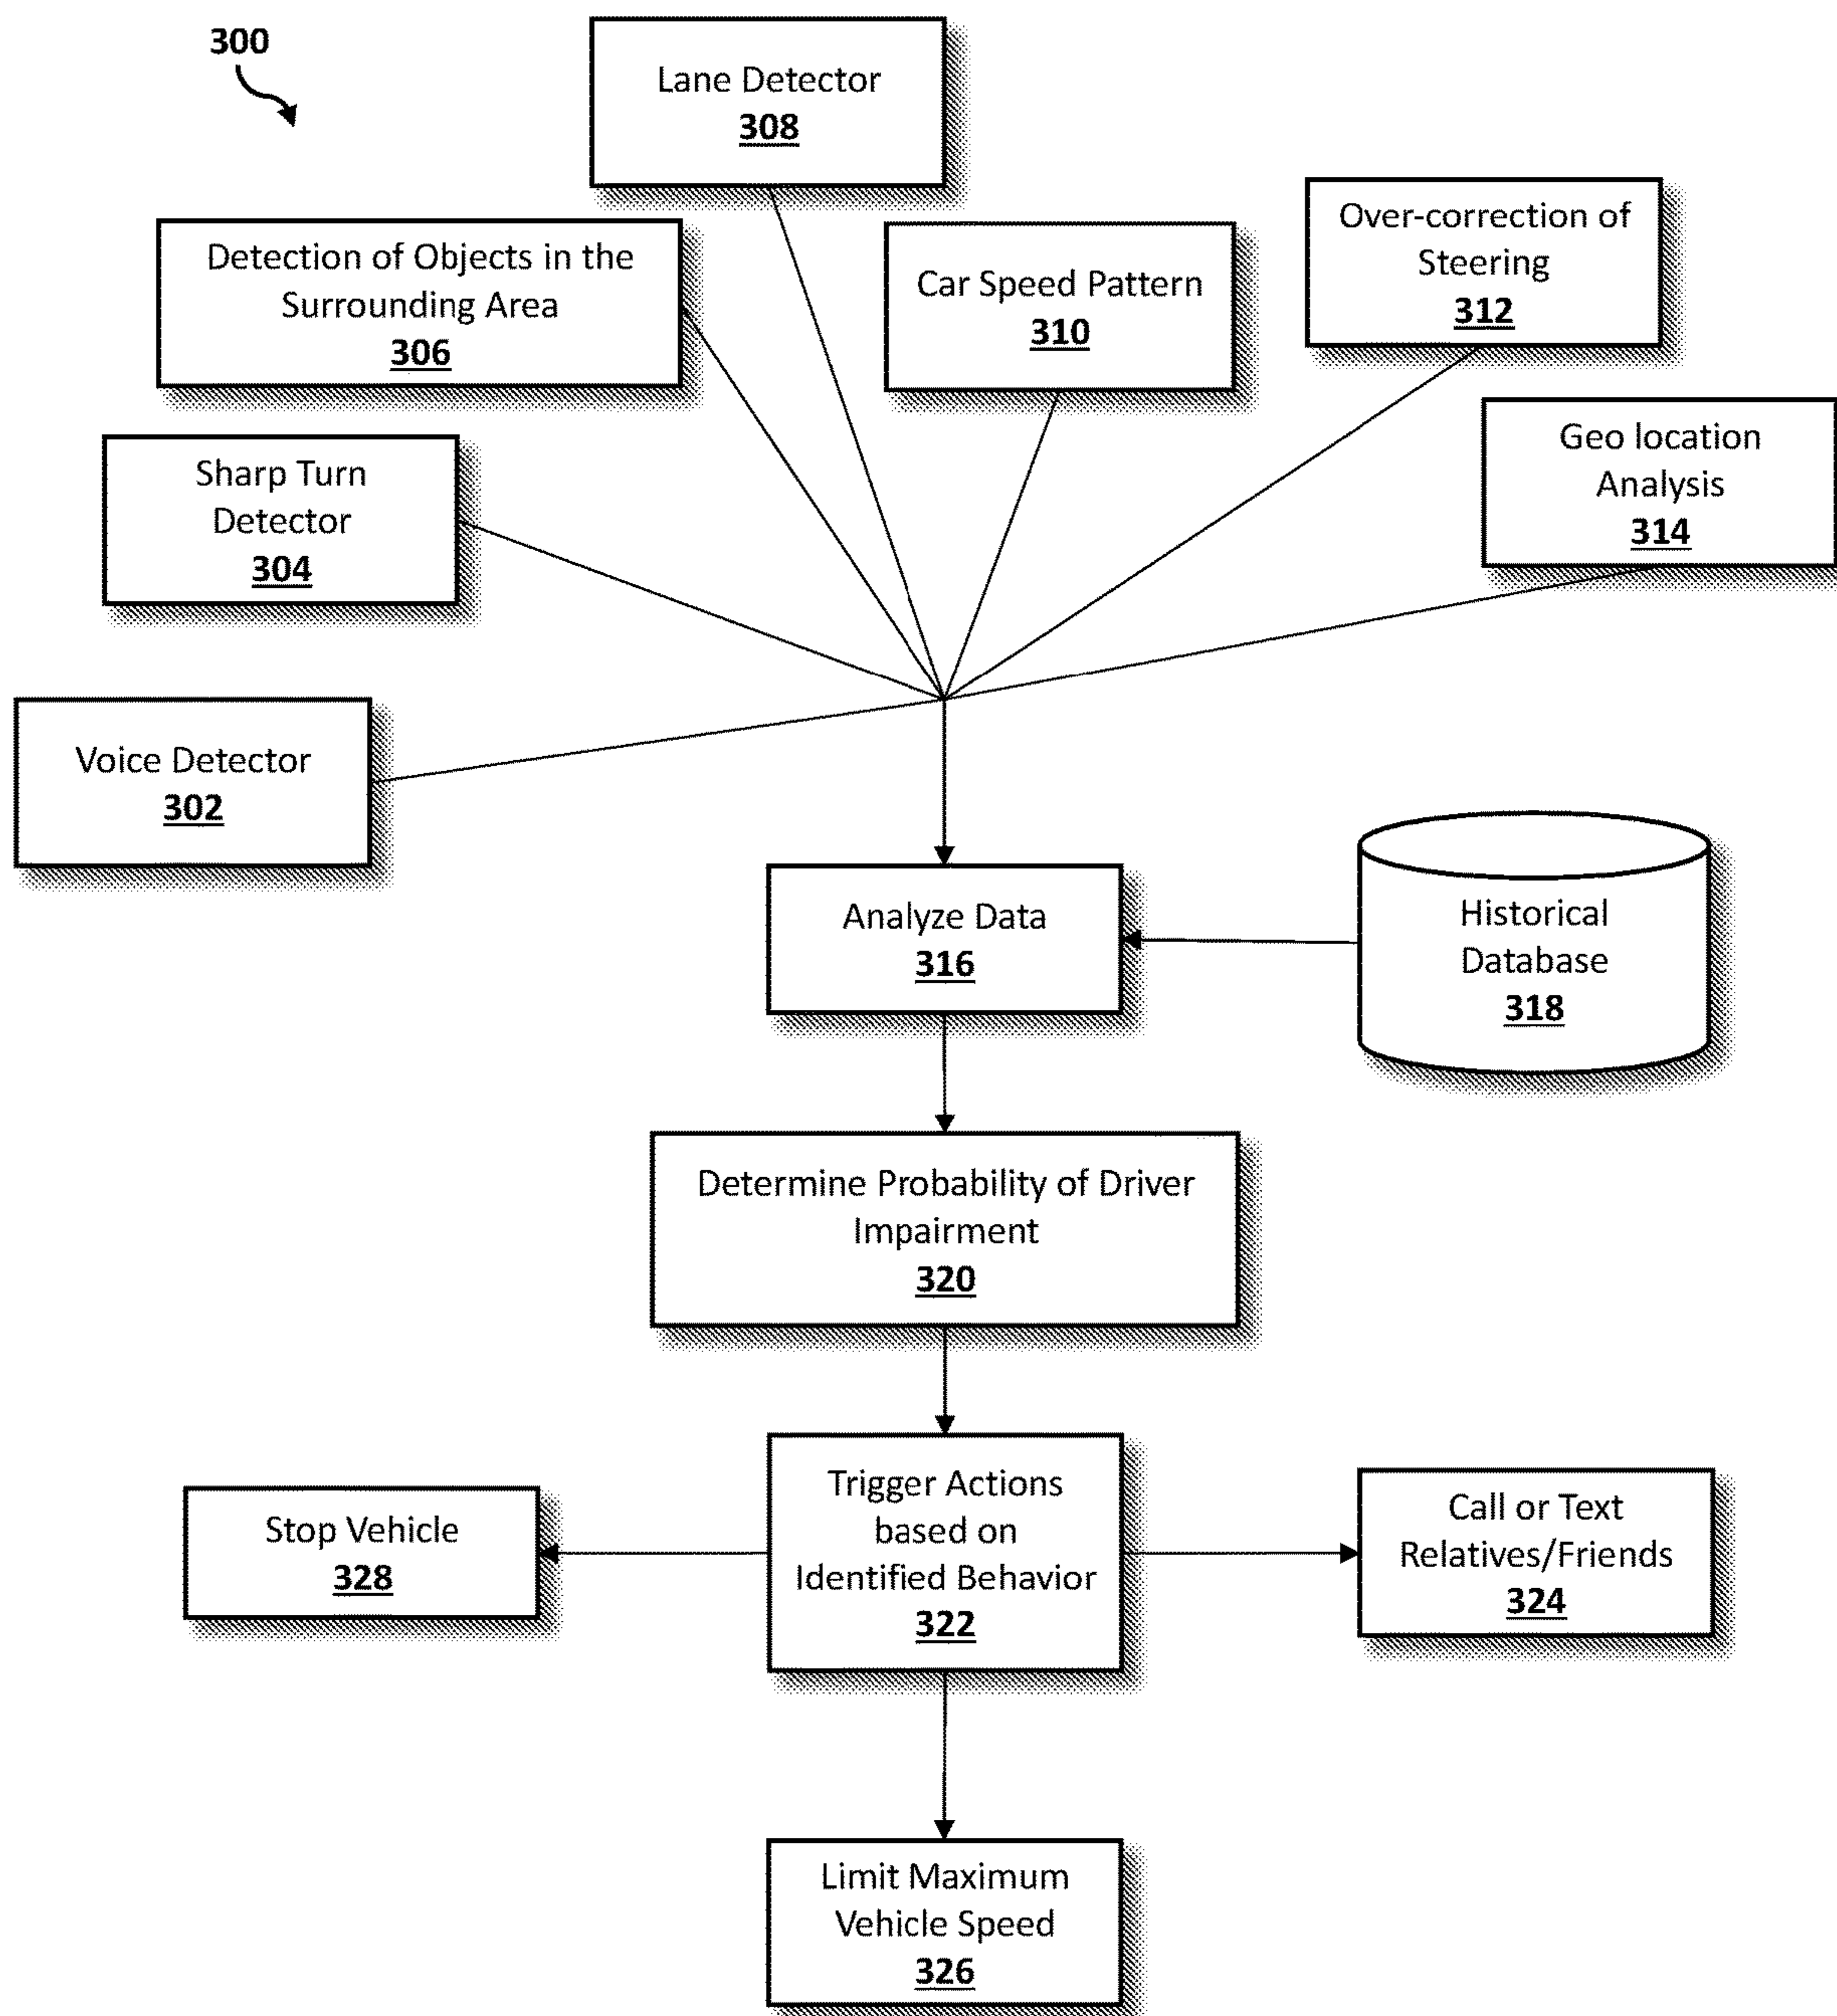 300
Lane Detector
308
Detection of Objects in the
Surrounding Area
306
Car Speed Pattern
310
Over-correction of
Steering
312
Sharp Turn
Detector
304
Geo location
Analysis
314
Voice Detector
302
Analyze Data
316
Historical
Database
318
Determine Probability of Driver
Impairment
320
Stop Vehicle
328
Trigger Actions
based on
Identified Behavior
322
Call or Text
Relatives/Friends
324
Limit Maximum
Vehicle Speed
326